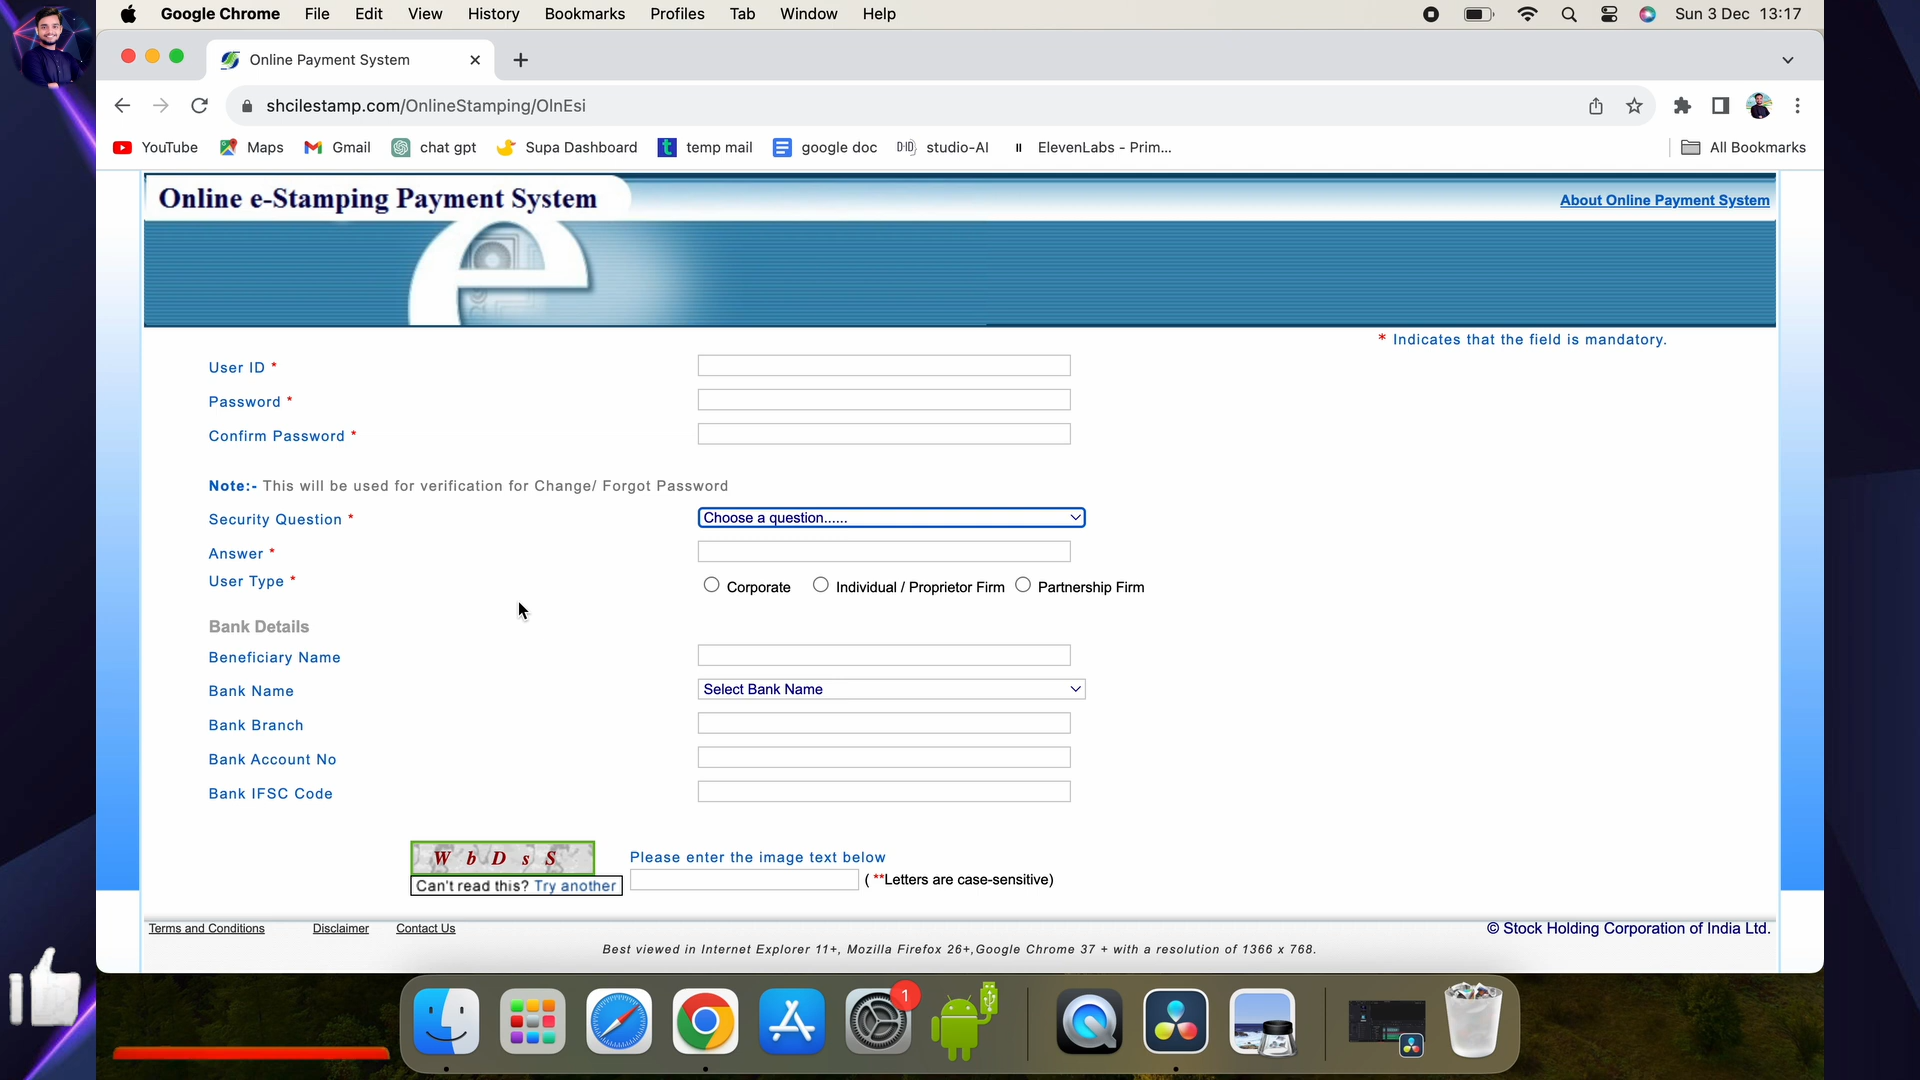 Google Chrome File Edit View History Bookmarks Profiles Tab Window Help Sun 3 Dec 13:17
Online Payment System
shcilestamp.com/OnlineStamping/OlnEsi
YouTube Maps Gmail chat gpt Supa Dashboard temp mail google doc studio-AI ElevenLabs - Prim... All Bookmarks
Online e-Stamping Payment System
About Online Payment System
* Indicates that the field is mandatory.
User ID *
Password *
Confirm Password *
Note:- This will be used for verification for Change/ Forgot Password
Security Question * Choose a question......
Answer *
User Type * Corporate Individual / Proprietor Firm Partnership Firm
Bank Details
Beneficiary Name
Bank Name Select Bank Name
Bank Branch
Bank Account No
Bank IFSC Code
W b D s S Please enter the image text below
Can't read this? Try another ( **Letters are case-sensitive)
Terms and Conditions Disclaimer Contact Us © Stock Holding Corporation of India Ltd.
Best viewed in Internet Explorer 11+, Mozilla Firefox 26+,Google Chrome 37 + with a resolution of 1366 x 768.
1